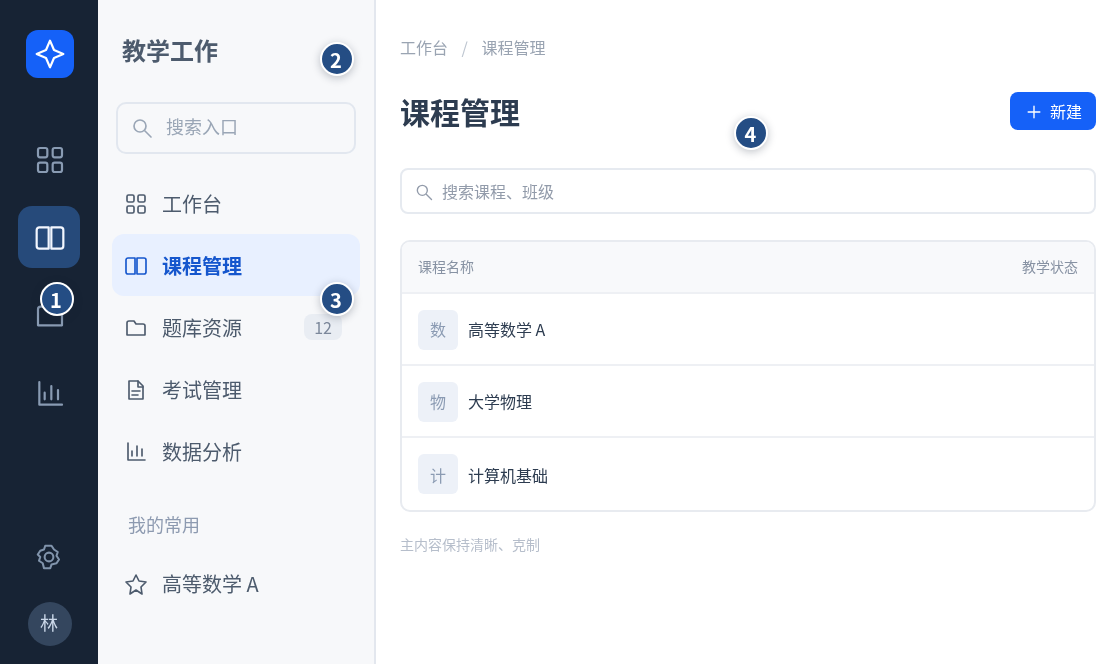 1
林
教学工作
2
搜索入口
工作台
课程管理
3
题库资源
12
考试管理
数据分析
我的常用
高等数学 A
工作台 / 课程管理
课程管理
4
新建
搜索课程、班级
课程名称 教学状态
数 高等数学 A
物 大学物理
计 计算机基础
主内容保持清晰、克制